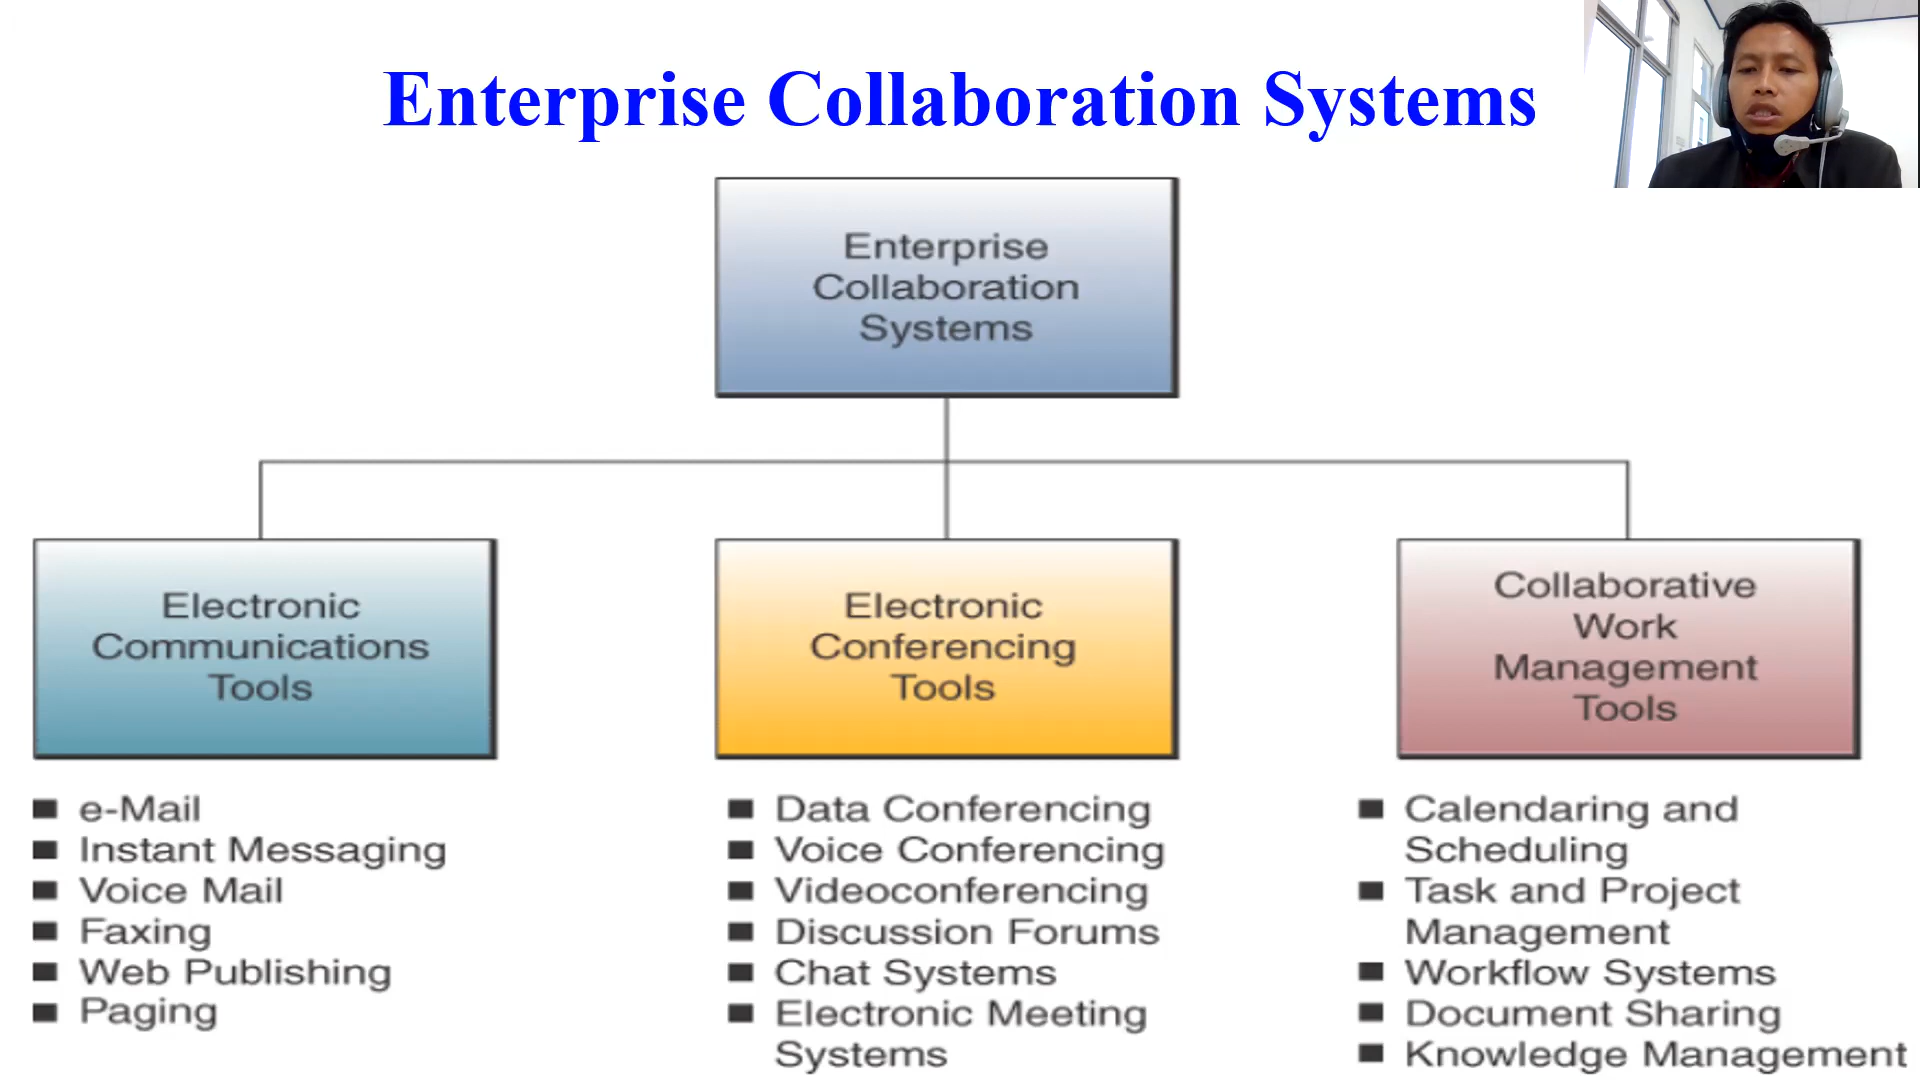 Enterprise Collaboration Systems
Enterprise
Collaboration
Systems
Electronic
Communications
Tools
Electronic
Conferencing
Tools
Collaborative
Work
Management
Tools
■ e-Mail
■ Instant Messaging
■ Voice Mail
■ Faxing
■ Web Publishing
■ Paging
■ Data Conferencing
■ Voice Conferencing
■ Videoconferencing
■ Discussion Forums
■ Chat Systems
■ Electronic Meeting
Systems
■ Calendaring and
Scheduling
■ Task and Project
Management
■ Workflow Systems
■ Document Sharing
■ Knowledge Management